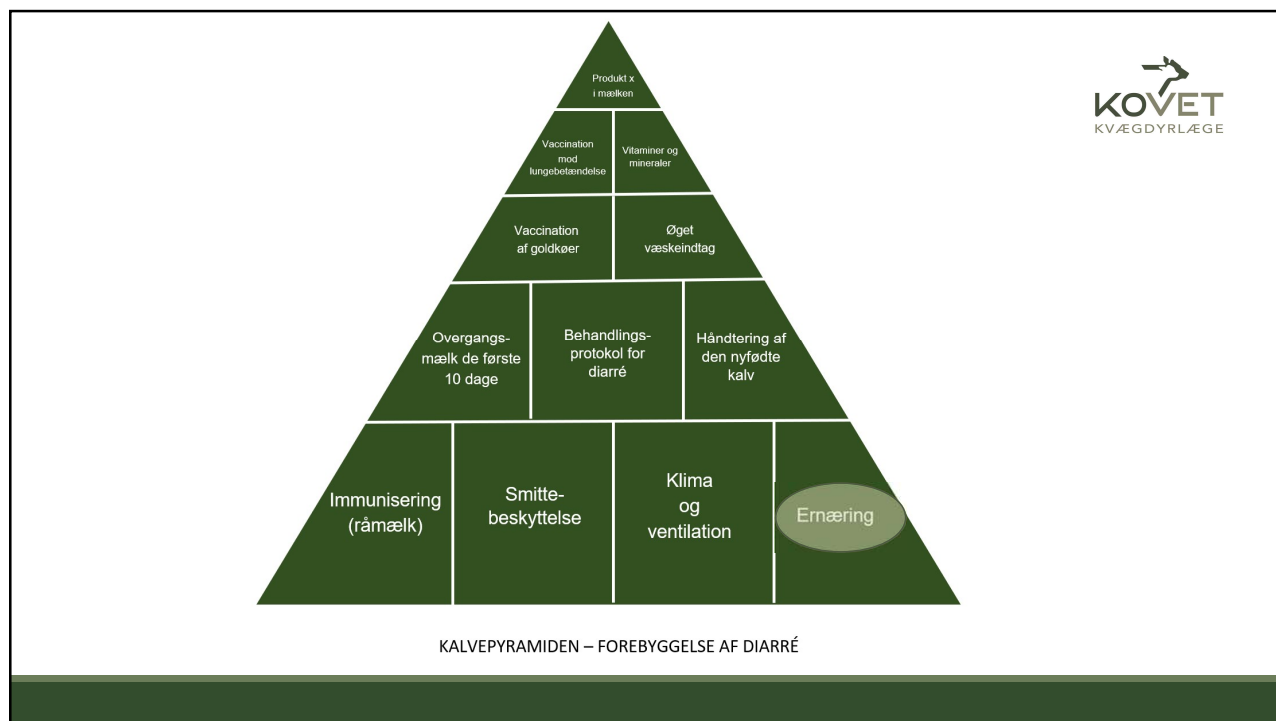 Produkt x
i mælken
KOVET
KVÆGDYRLÆGE
Vaccination
mod
lungebetændelse
Vitaminer og
mineraler
Vaccination
af goldkøer
Øget
væskeindtag
Overgangs-
mælk de første
10 dage
Behandlings-
protokol for
diarré
Håndtering af
den nyfødte
kalv
Immunisering
(råmælk)
Smitte-
beskyttelse
Klima
og
ventilation
Ernæring
KALVEPYRAMIDEN – FOREBYGGELSE AF DIARRÉ